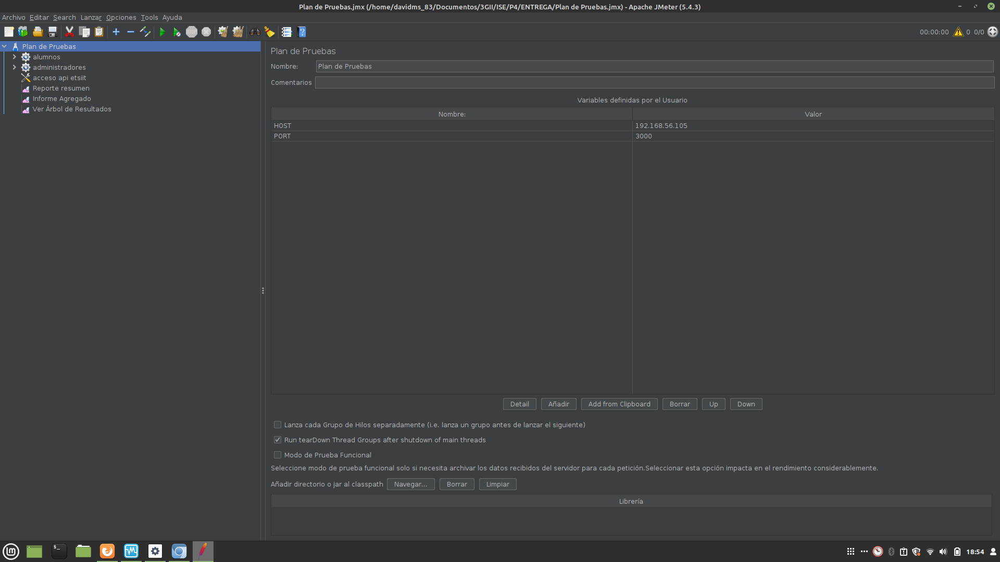 Plan de Pruebas.jmx (/home/davidms_83/Documentos/3GII/ISE/P4/ENTREGA/Plan de Pruebas.jmx) - Apache JMeter (5.4.3)
Archivo Editar Search Lanzar Opciones Tools Ayuda
00:00:00 0 0/0
Plan de Pruebas
alumnos
administradores
acceso api etsiit
Reporte resumen
Informe Agregado
Ver Árbol de Resultados
Plan de Pruebas
Nombre: Plan de Pruebas
Comentarios
Variables definidas por el Usuario
Nombre: Valor
HOST 192.168.56.105
PORT 3000
Detail Añadir Add from Clipboard Borrar Up Down
Lanza cada Grupo de Hilos separadamente (i.e. lanza un grupo antes de lanzar el siguiente)
Run tearDown Thread Groups after shutdown of main threads
Modo de Prueba Funcional
Seleccione modo de prueba funcional solo si necesita archivar los datos recibidos del servidor para cada petición.Seleccionar esta opción impacta en el rendimiento considerablemente.
Añadir directorio o jar al classpath Navegar... Borrar Limpiar
Librería
18:54